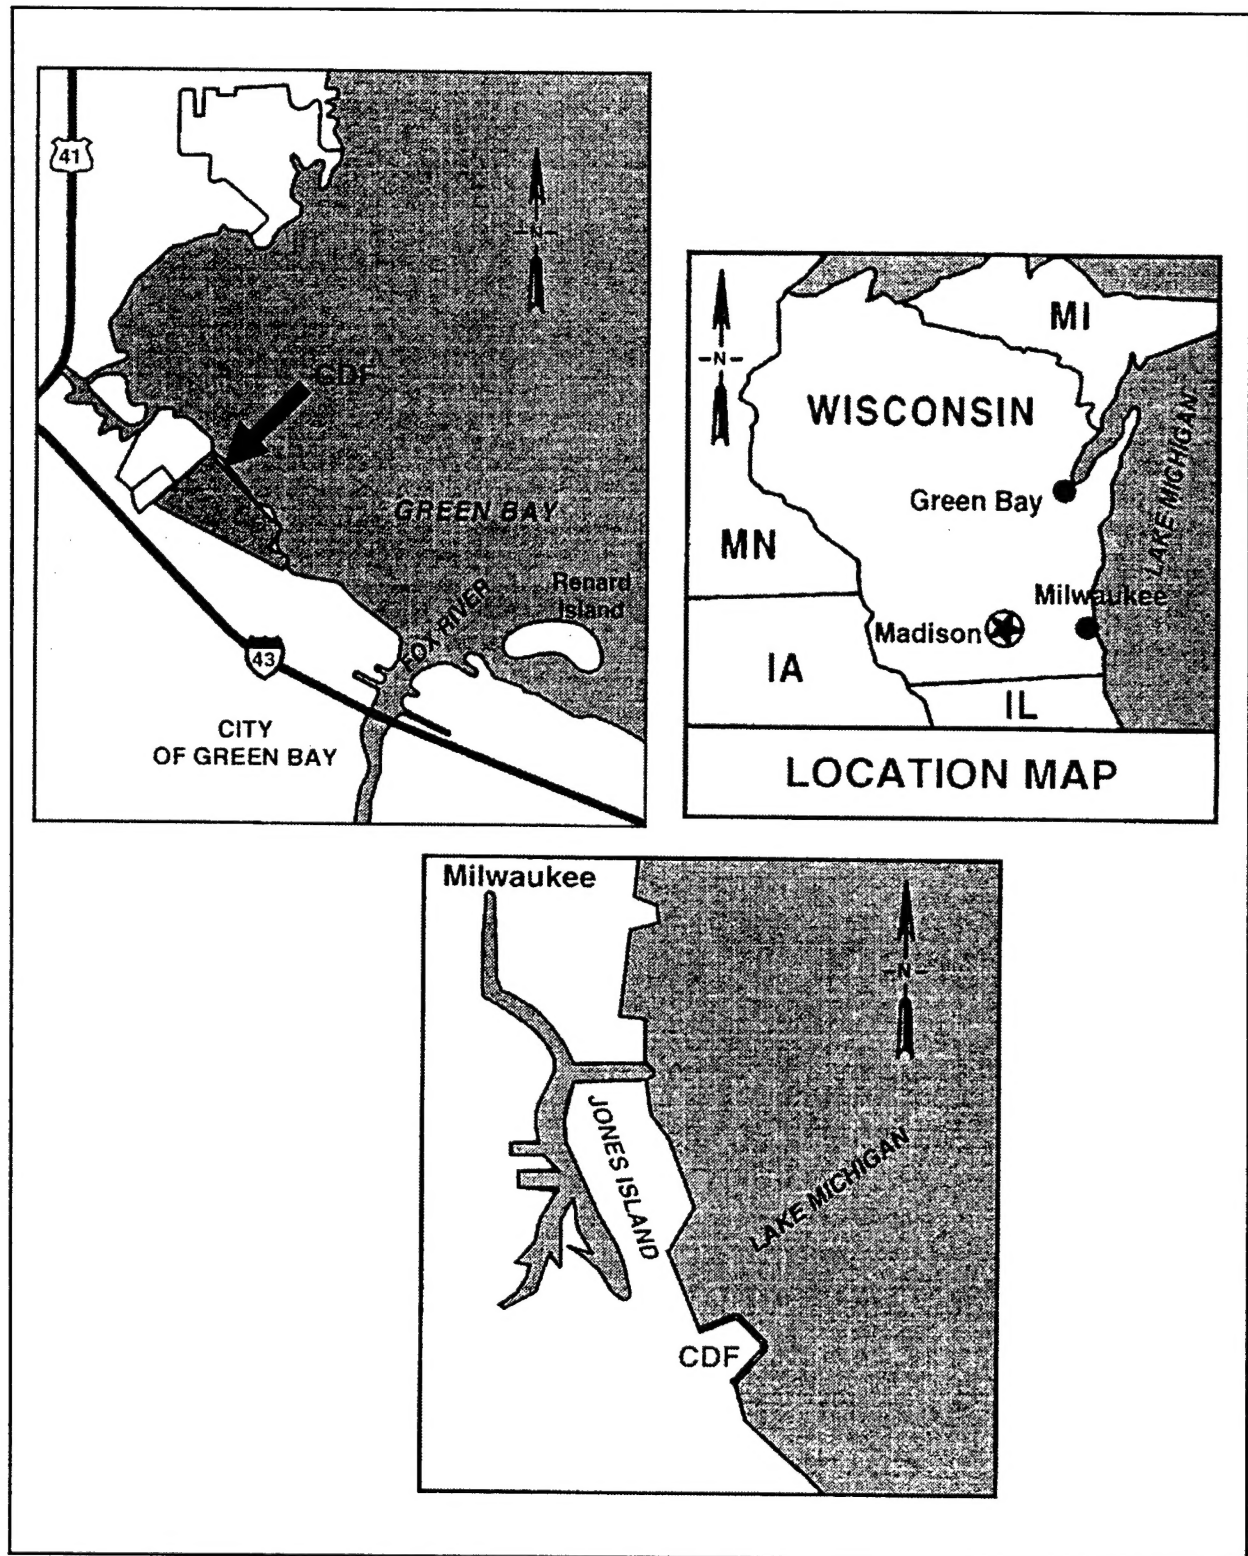 41
N
CDF
GREEN BAY
Renard
Island
FOX RIVER
43
CITY
OF GREEN BAY
N
MI
WISCONSIN
LAKE MICHIGAN
Green Bay
MN
Milwaukee
Madison
IA
IL
LOCATION MAP
Milwaukee
N
JONES ISLAND
LAKE MICHIGAN
CDF